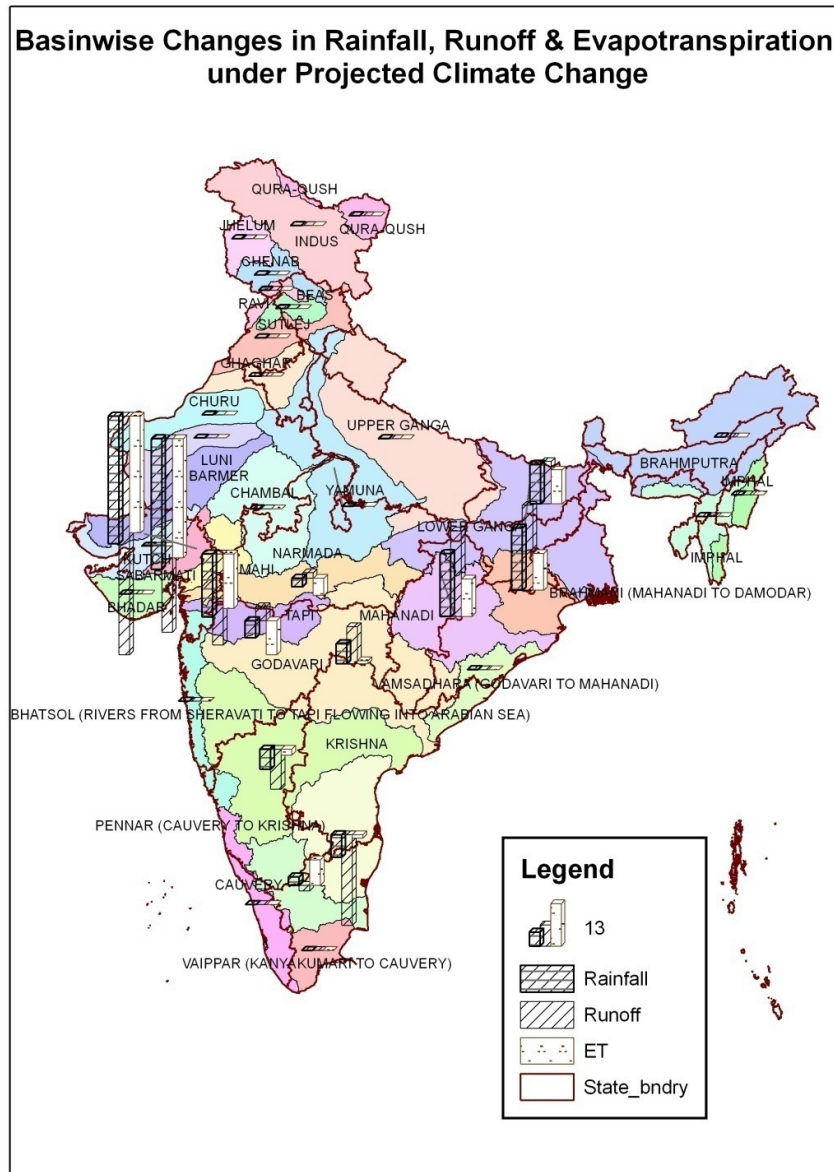 Basinwise Changes in Rainfall, Runoff & Evapotranspiration
under Projected Climate Change
QURA-QUSH
QURA-QUSH
JHELUM
INDUS
CHENAB
RAVI
BEAS
SUTLEJ
GHAGHAR
CHURU
UPPER GANGA
LUNI
BARMER
BRAHMPUTRA
CHAMBAL
YAMUNA
IMPHAL
LOWER GANGA
KUTCH
NARMADA
IMPHAL
SABARMATI
MAHI
BHADAR
BRAHMANI (MAHANADI TO DAMODAR)
TAPI
MAHANADI
GODAVARI
VAMSADHARA (GODAVARI TO MAHANADI)
BHATSOL (RIVERS FROM SHERAVATI TO TAPI FLOWING INTO ARABIAN SEA)
KRISHNA
PENNAR (CAUVERY TO KRISHNA)
CAUVERY
VAIPPAR (KANYAKUMARI TO CAUVERY)
Legend
13
Rainfall
Runoff
ET
State_bndry